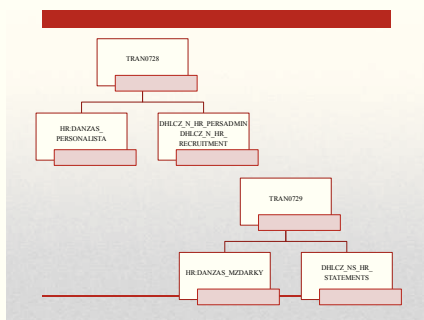 TRAN0728
HR:DANZAS_
PERSONALISTA
DHLCZ_N_HR_PERSADMIN
DHLCZ_N_HR_
RECRUITMENT
TRAN0729
HR:DANZAS_MZDARKY
DHLCZ_NS_HR_
STATEMENTS